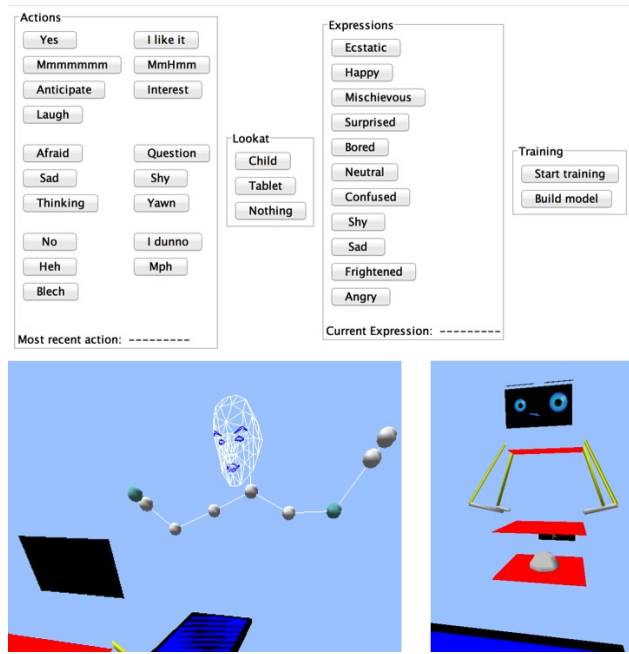 Actions
Yes
I like it
Mmmmmmm
MmHmm
Anticipate
Interest
Laugh
Afraid
Question
Sad
Shy
Thinking
Yawn
No
I dunno
Heh
Mph
Blech
Most recent action: ---------
Lookat
Child
Tablet
Nothing
Expressions
Ecstatic
Happy
Mischievous
Surprised
Bored
Neutral
Confused
Shy
Sad
Frightened
Angry
Current Expression: ---------
Training
Start training
Build model